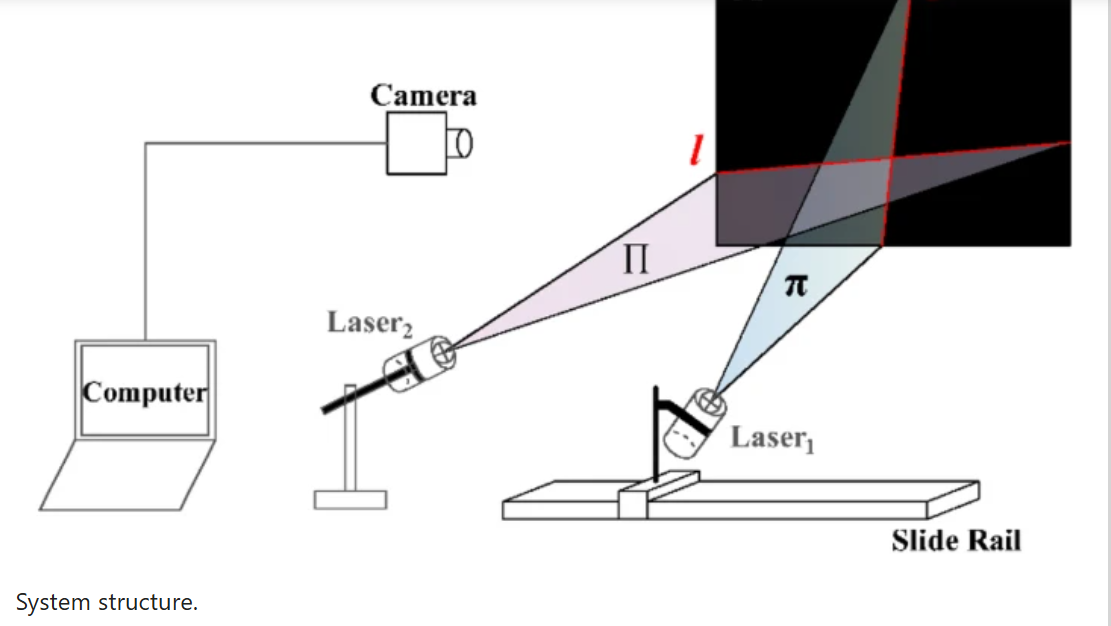 Camera
l
Π
π
Laser2
Computer
Laser1
Slide Rail
System structure.